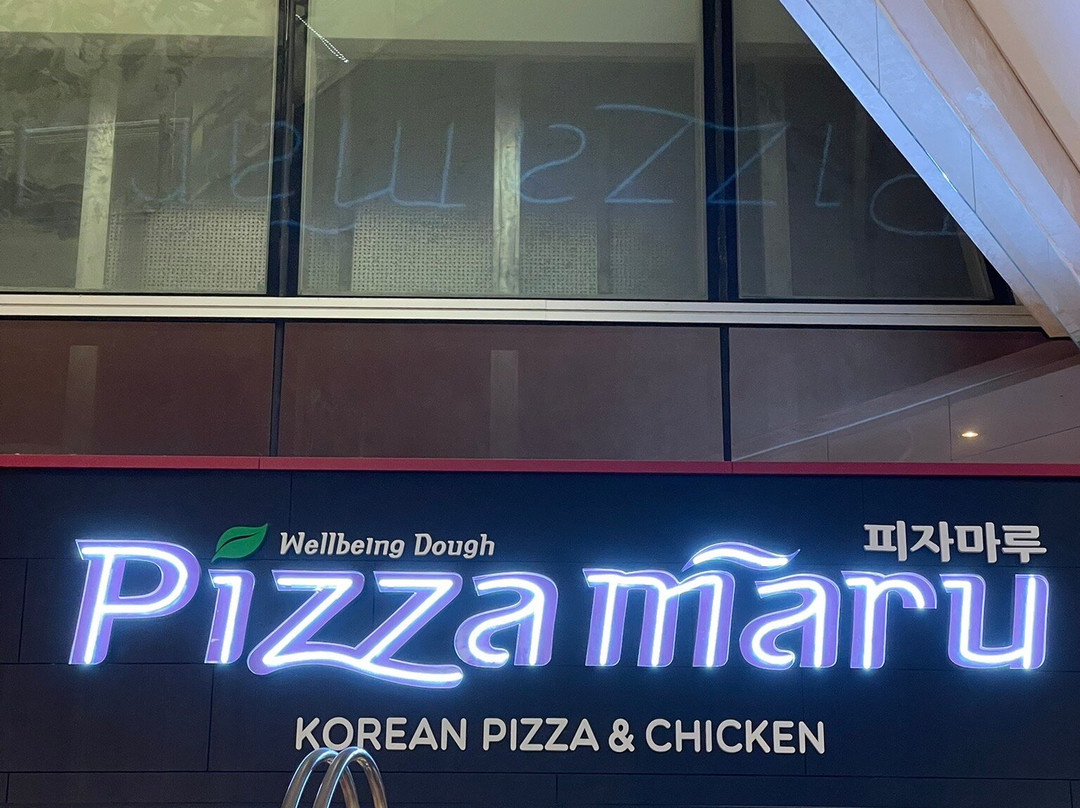 Wellbeing Dough
피자마루
Pizza maru
KOREAN PIZZA & CHICKEN